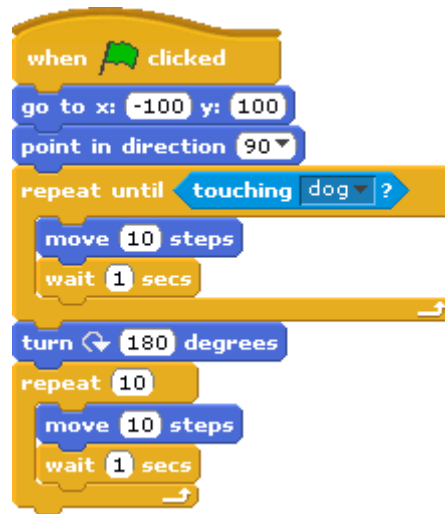 when clicked
go to x: -100 y: 100
point in direction 90
repeat until touching dog ?
move 10 steps
wait 1 secs
turn 180 degrees
repeat 10
move 10 steps
wait 1 secs